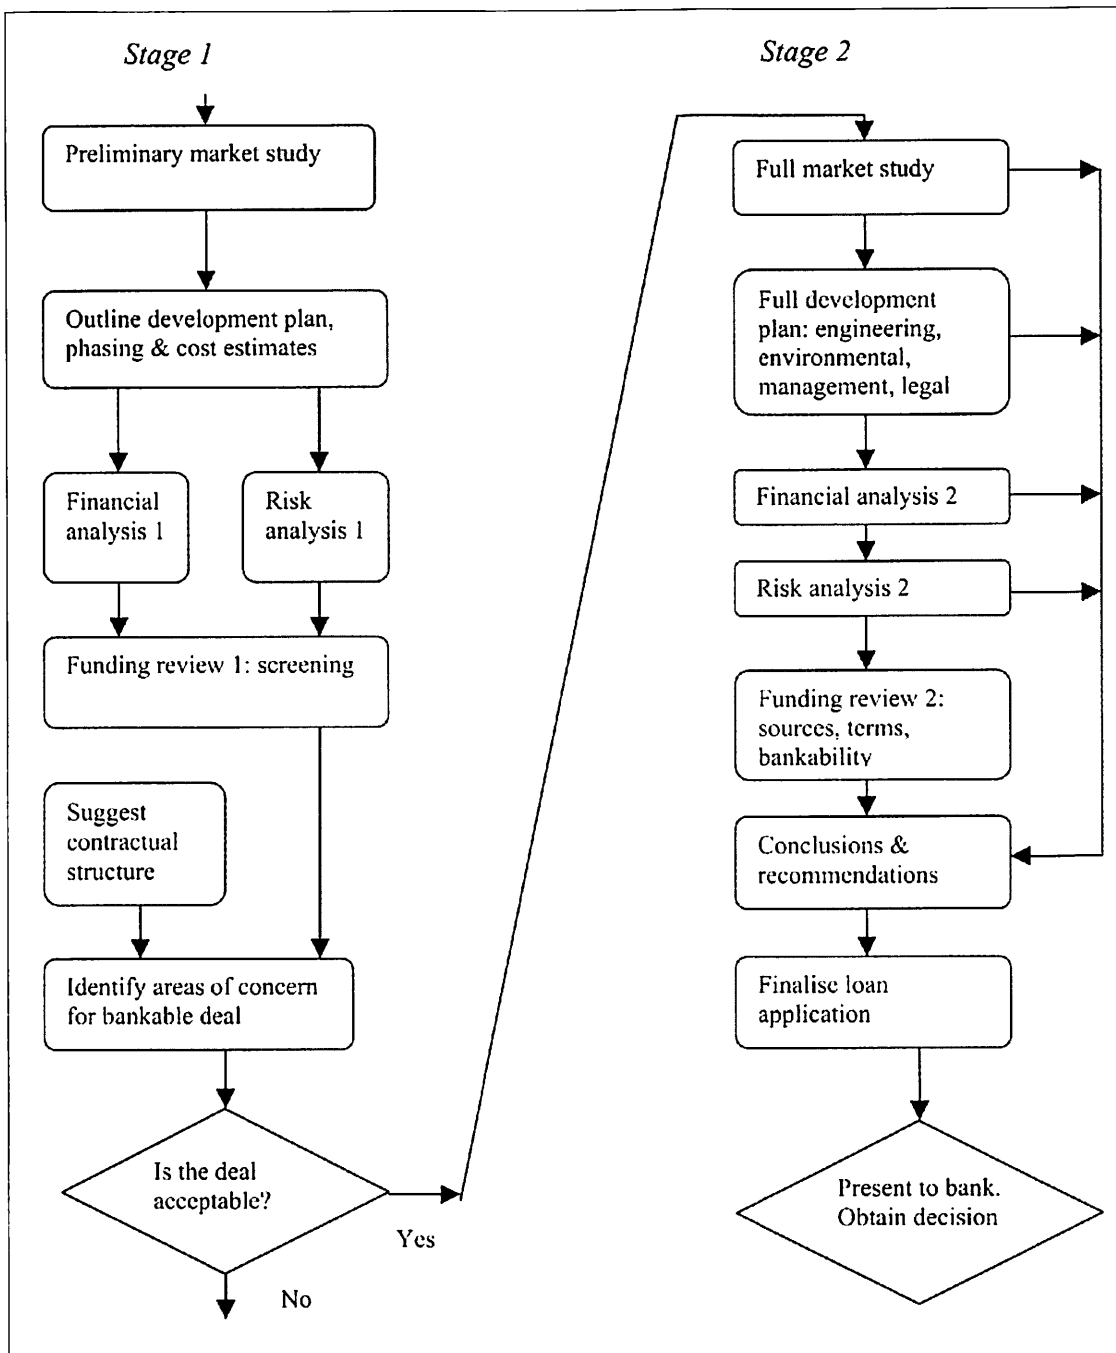 Stage 1
Preliminary market study
Outline development plan,
phasing & cost estimates
Financial
analysis 1
Risk
analysis 1
Funding review 1: screening
Suggest
contractual
structure
Identify areas of concern
for bankable deal
Is the deal
acceptable?
Yes
No
Stage 2
Full market study
Full development
plan: engineering,
environmental,
management, legal
Financial analysis 2
Risk analysis 2
Funding review 2:
sources, terms,
bankability
Conclusions &
recommendations
Finalise loan
application
Present to bank.
Obtain decision